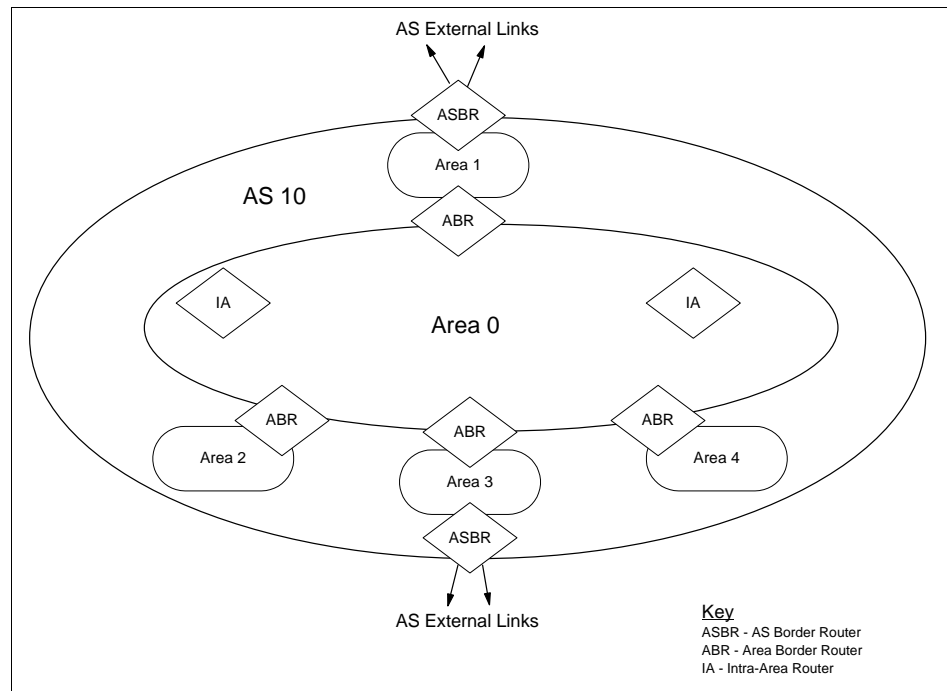 AS External Links
ASBR
Area 1
AS 10
ABR
IA
IA
Area 0
ABR
ABR
ABR
Area 2
Area 3
Area 4
ASBR
AS External Links
Key
ASBR - AS Border Router
ABR - Area Border Router
IA - Intra-Area Router